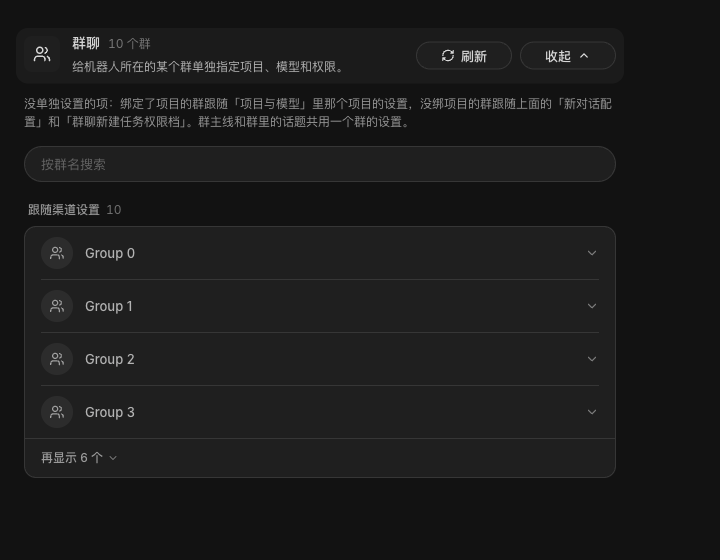 群聊 10 个群
给机器人所在的某个群单独指定项目、模型和权限。
刷新
收起
没单独设置的项：绑定了项目的群跟随「项目与模型」里那个项目的设置，没绑项目的群跟随上面的「新对话配
置」和「群聊新建任务权限档」。群主线和群里的话题共用一个群的设置。
按群名搜索
跟随渠道设置 10
Group 0
Group 1
Group 2
Group 3
再显示 6 个